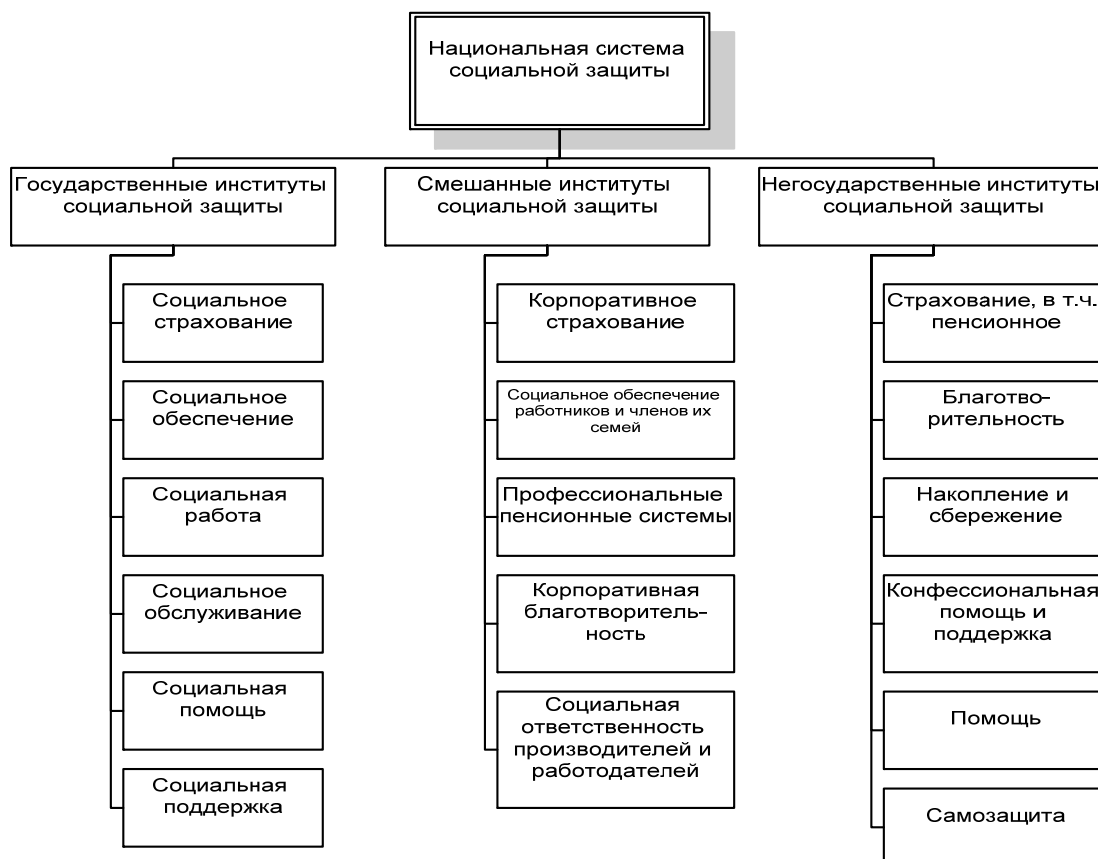 Национальная система
социальной защиты
Государственные институты
социальной защиты
Социальное
страхование
Социальное
обеспечение
Социальная
работа
Социальное
обслуживание
Социальная
помощь
Социальная
поддержка
Смешанные институты
социальной защиты
Корпоративное
страхование
Социальное обеспечение
работников и членов их
семей
Профессиональные
пенсионные системы
Корпоративная
благотворитель-
ность
Социальная
ответственность
производителей и
работодателей
Негосударственные институты
социальной защиты
Страхование, в т.ч.
пенсионное
Благотво-
рительность
Накопление и
сбережение
Конфессиональная
помощь и
поддержка
Помощь
Самозащита